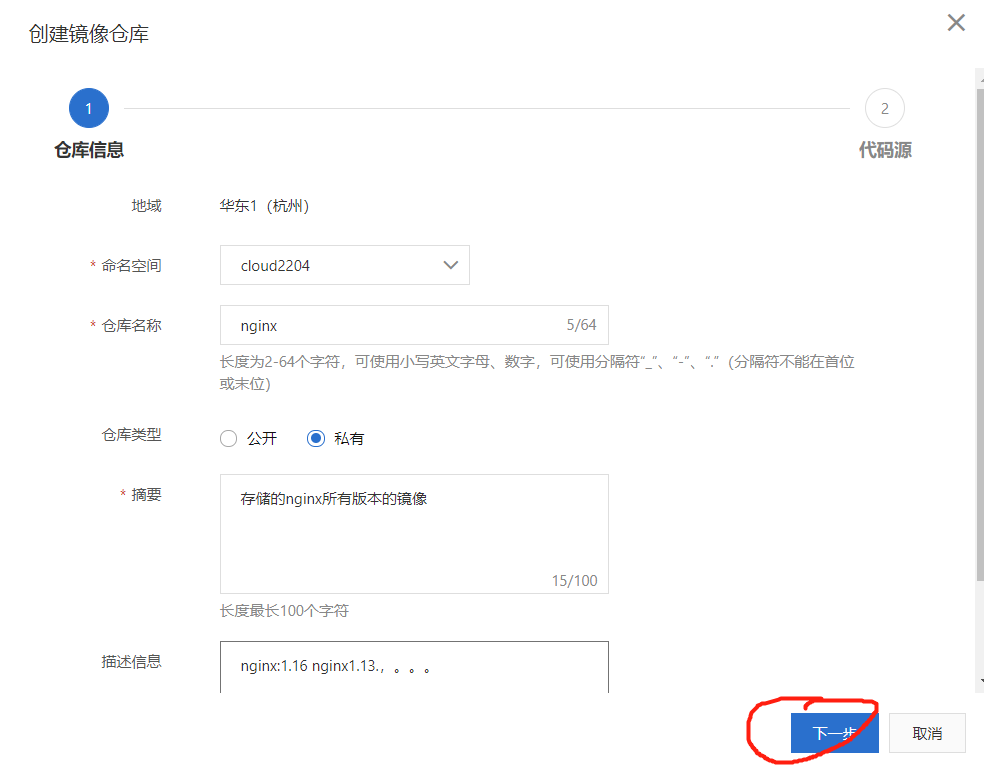 创建镜像仓库
1
2
仓库信息
代码源
地域 华东1（杭州）
* 命名空间 cloud2204
* 仓库名称 nginx 5/64
长度为2-64个字符，可使用小写英文字母、数字，可使用分隔符“_”、“-”、“.”（分隔符不能在首位
或末位）
仓库类型 公开 私有
* 摘要 存储的nginx所有版本的镜像
15/100
长度最长100个字符
描述信息 nginx:1.16 nginx1.13.，。。。
下一步 取消